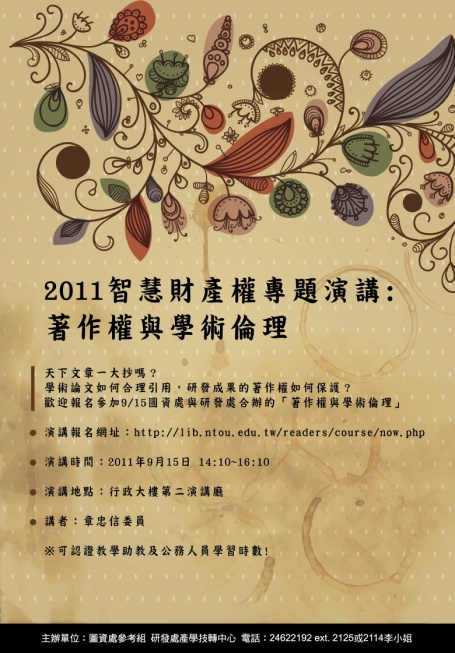 2011智慧財產權專題演講:
著作權與學術倫理
天下文章一大抄嗎？
學術論文如何合理引用，研發成果的著作權如何保護？
歡迎報名參加9/15圖資處與研發處合辦的「著作權與學術倫理」
演講報名網址：http://lib.ntou.edu.tw/readers/course/now.php
演講時間：2011年9月15日 14:10~16:10
演講地點：行政大樓第二演講廳
講者：章忠信委員
※可認證教學助教及公務人員學習時數!
主辦單位：圖資處參考組 研發處產學技轉中心 電話：24622192 ext. 2125或2114李小姐